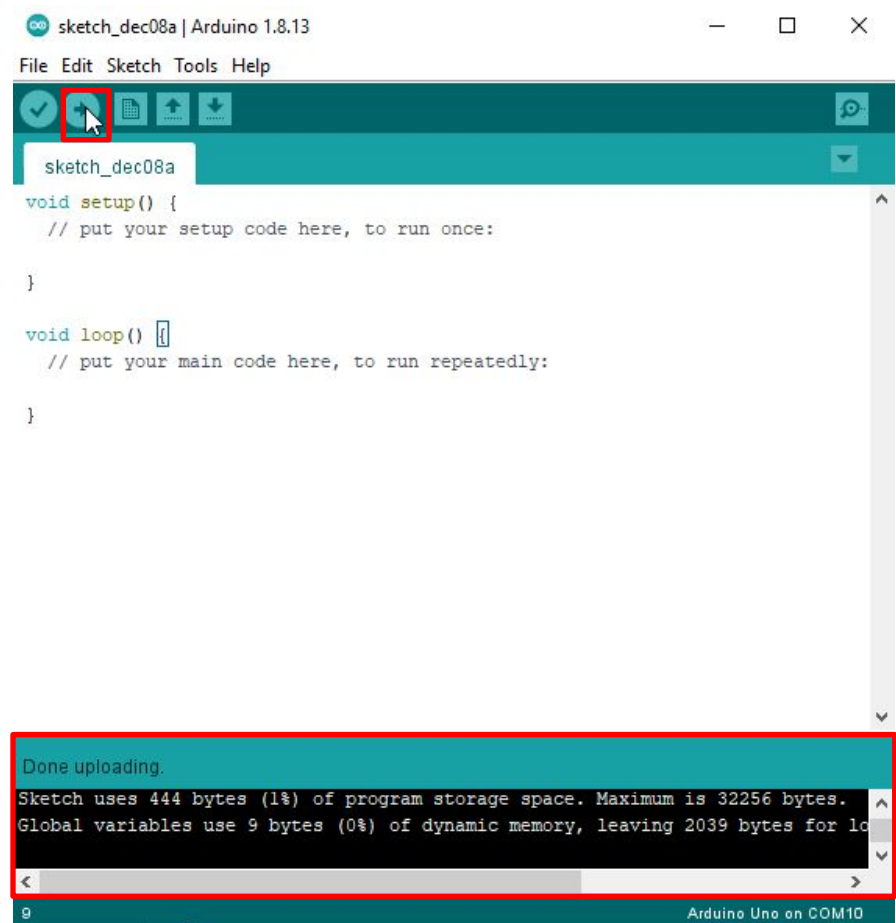 sketch_dec08a | Arduino 1.8.13
File Edit Sketch Tools Help
sketch_dec08a
void setup() {
  // put your setup code here, to run once:
}
void loop() {
  // put your main code here, to run repeatedly:
}
Done uploading.
Sketch uses 444 bytes (1%) of program storage space. Maximum is 32256 bytes.
Global variables use 9 bytes (0%) of dynamic memory, leaving 2039 bytes for lo
9 Arduino Uno on COM10